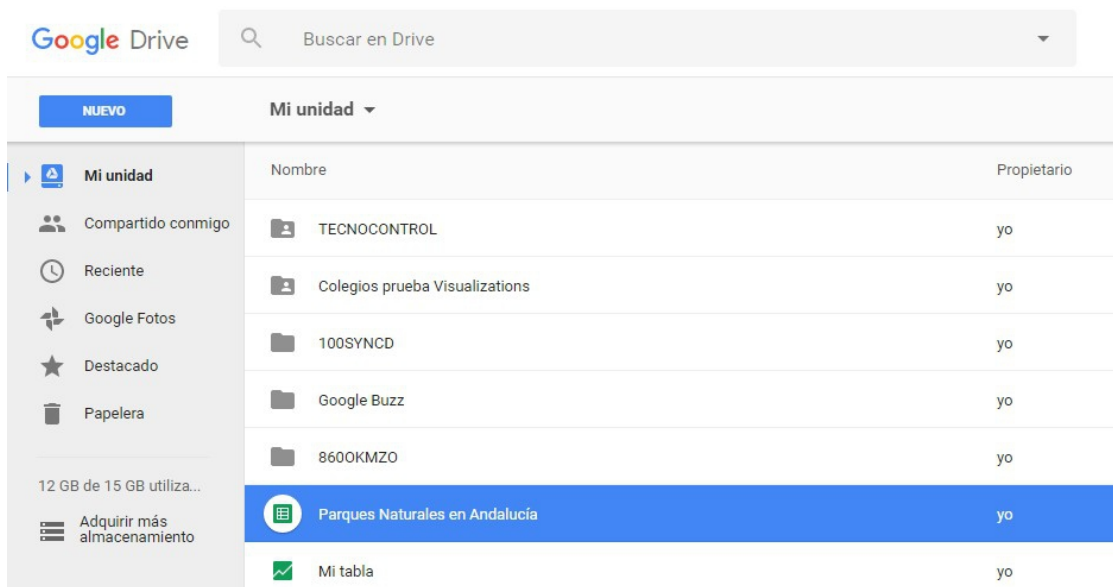 Google Drive
Buscar en Drive
NUEVO
Mi unidad
Mi unidad
Compartido conmigo
Reciente
Google Fotos
Destacado
Papelera
12 GB de 15 GB utiliza...
Adquirir más
almacenamiento
Nombre Propietario
TECNOCONTROL yo
Colegios prueba Visualizations yo
100SYNCD yo
Google Buzz yo
860OKMZO yo
Parques Naturales en Andalucía yo
Mi tabla yo